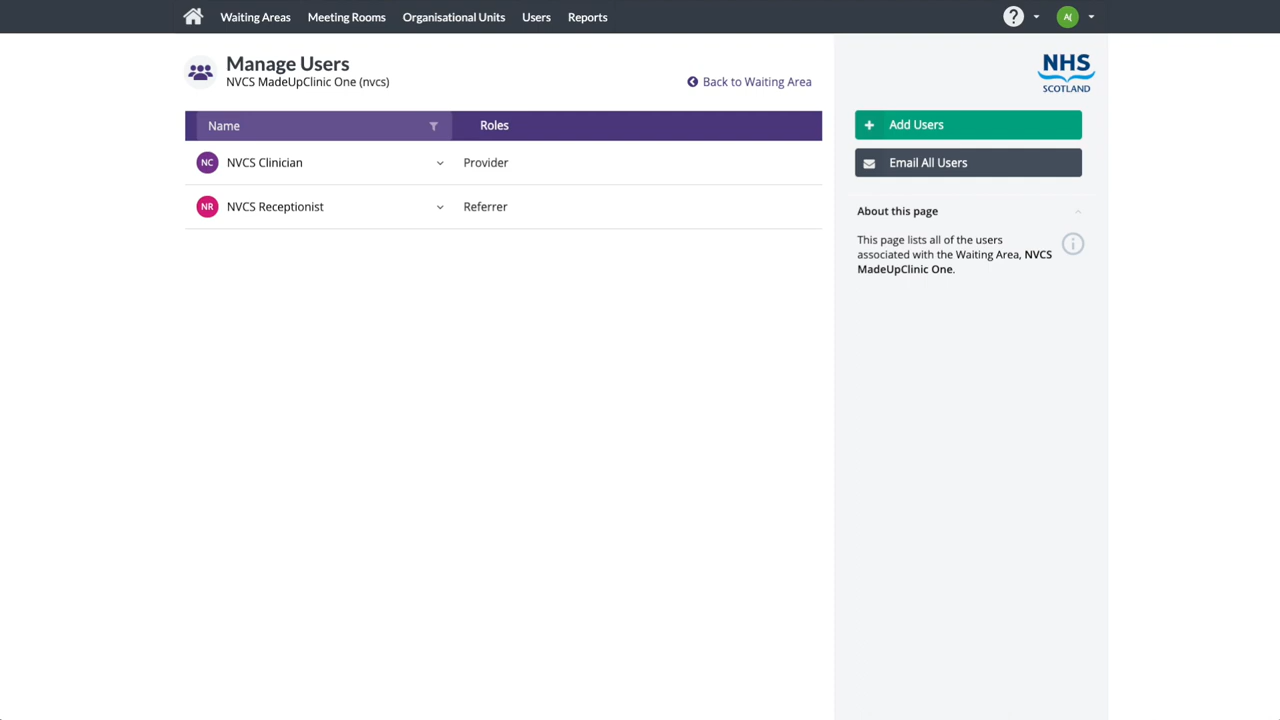 Waiting Areas Meeting Rooms Organisational Units Users Reports ? A(
Manage Users
NVCS MadeUpClinic One (nvcs)
Back to Waiting Area
NHS
SCOTLAND
Name Roles
NC NVCS Clinician Provider
NR NVCS Receptionist Referrer
+ Add Users
Email All Users
About this page
This page lists all of the users
associated with the Waiting Area, NVCS
MadeUpClinic One.
i